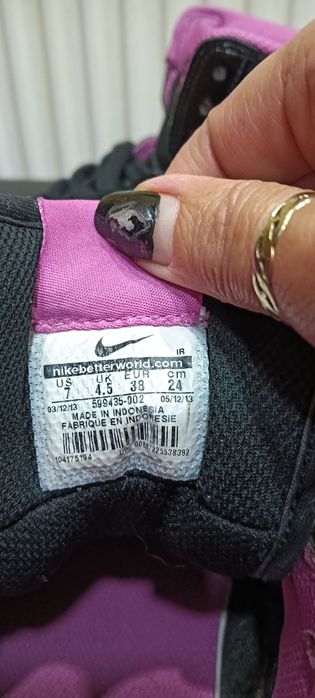 IR
nikebetterworld.com
US UK EUR cm
7 4.5 38 24
03/12/13 599435-002 05/12/13
MADE IN INDONESIA
FABRIQUE EN INDONESIE